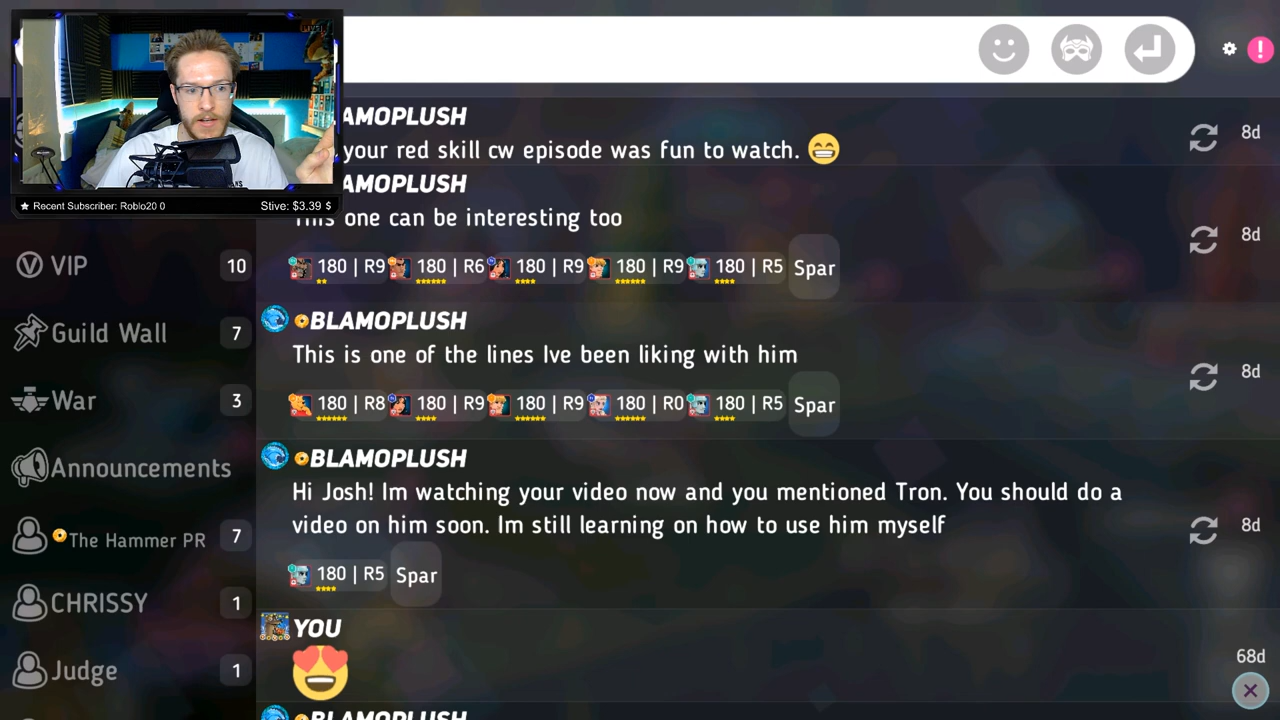 AMOPLUSH
8d
your red skill cw episode was fun to watch.
AMOPLUSH
This one can be interesting too
8d
180 | R9 180 | R6 180 | R9 180 | R9 180 | R5 Spar
★ Recent Subscriber: Roblo20 0 Stive: $3.39 $
VIP 10
Guild Wall 7
War 3
Announcements
The Hammer PR 7
CHRISSY 1
Judge 1
BLAMOPLUSH
This is one of the lines Ive been liking with him
8d
180 | R8 180 | R9 180 | R9 180 | R0 180 | R5 Spar
BLAMOPLUSH
Hi Josh! Im watching your video now and you mentioned Tron. You should do a
video on him soon. Im still learning on how to use him myself
8d
180 | R5 Spar
YOU
68d
BLAMOPLUSH